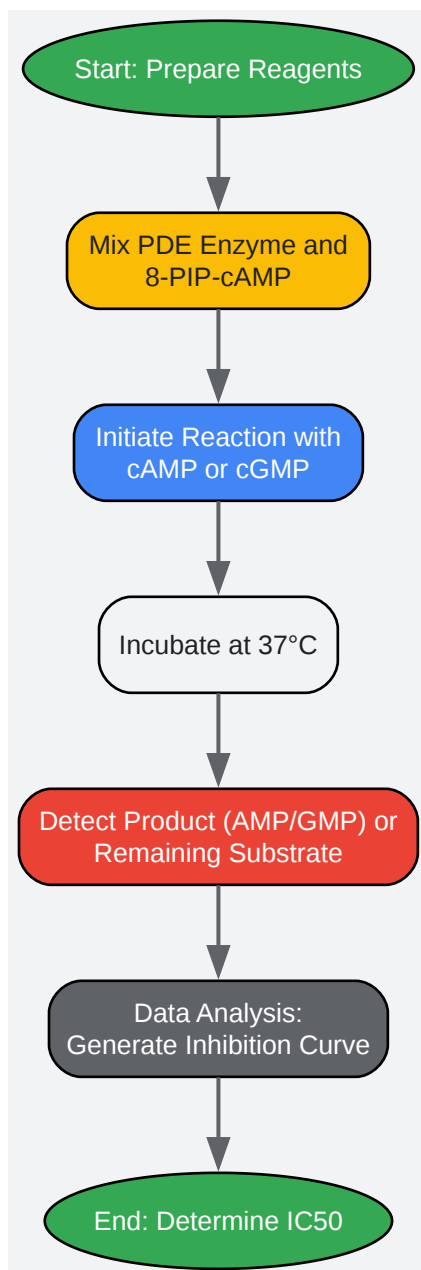 Start: Prepare Reagents
Mix PDE Enzyme and
8-PIP-cAMP
Initiate Reaction with
cAMP or cGMP
Incubate at 37°C
Detect Product (AMP/GMP) or
Remaining Substrate
Data Analysis:
Generate Inhibition Curve
End: Determine IC50